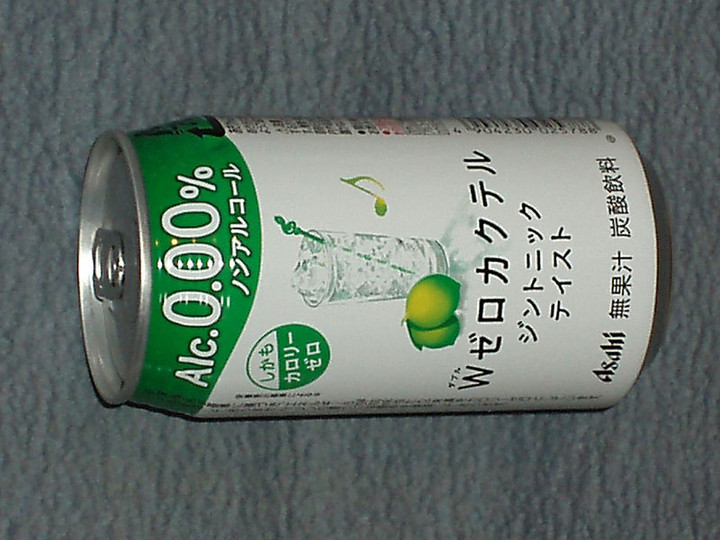 Alc.0.00%
ノンアルコール
しかも
カロリー
ゼロ
ダブル
Wゼロカクテル
ジントニック
テイスト
Asahi 無果汁 炭酸飲料